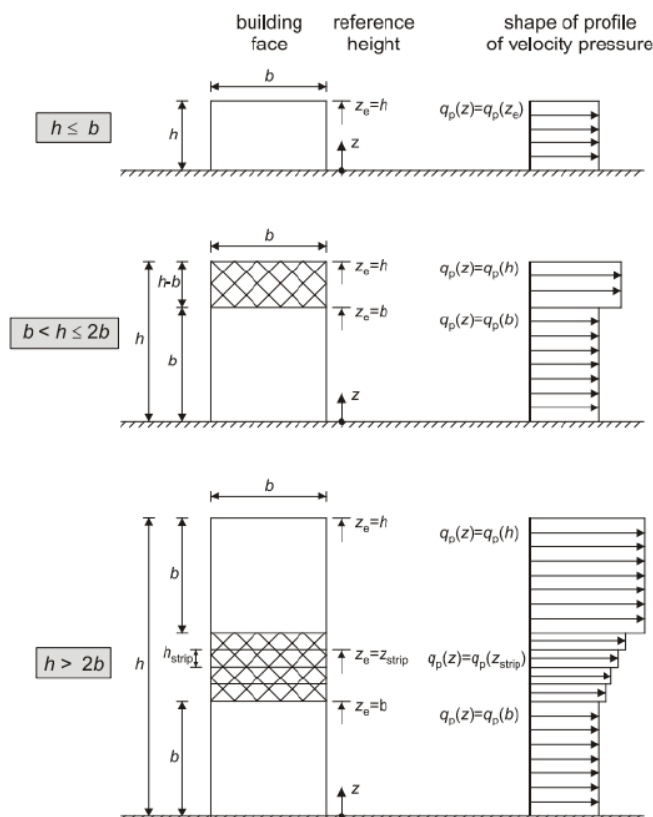 building face
reference height
shape of profile of velocity pressure
h ≤ b
b
h
z_e=h
z
q_p(z)=q_p(z_e)
b < h ≤ 2b
b
h-b
h
b
z_e=h
z_e=b
z
q_p(z)=q_p(h)
q_p(z)=q_p(b)
h > 2b
b
h
b
h_strip
b
z_e=h
z_e=z_strip
z_e=b
z
q_p(z)=q_p(h)
q_p(z)=q_p(z_strip)
q_p(z)=q_p(b)